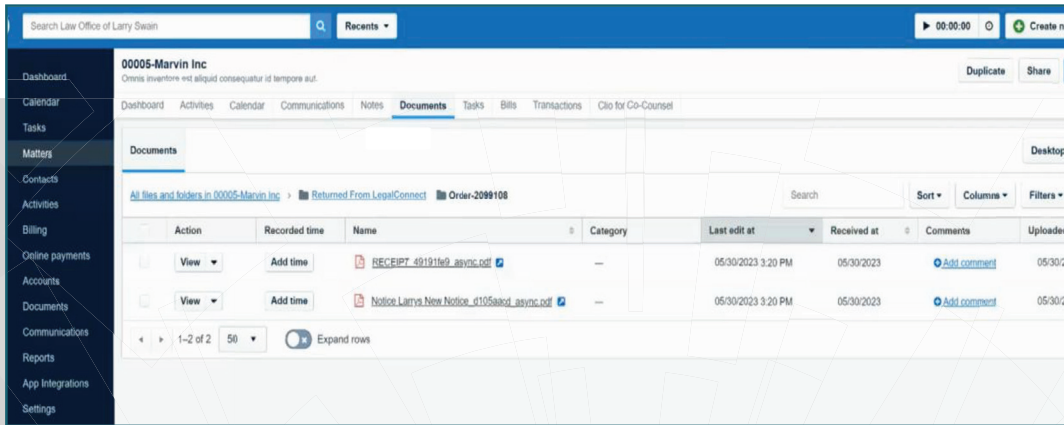 Search Law Office of Larry Swain
Recents
00:00:00
Create n
Dashboard
Calendar
Tasks
Matters
Contacts
Activities
Billing
Online payments
Accounts
Documents
Communications
Reports
App Integrations
Settings
00005-Marvin Inc
Omnis inventore est aliquid consequatur id tempore aut.
Duplicate
Share
Dashboard Activities Calendar Communications Notes Documents Tasks Bills Transactions Clio for Co-Counsel
Documents
Desktop
All files and folders in 00005-Marvin Inc > Returned From LegalConnect Order-2099108
Search
Sort
Columns
Filters
Action Recorded time Name Category Last edit at Received at Comments Uploade
View Add time RECEIPT_49191fe9_async.pdf — 05/30/2023 3:20 PM 05/30/2023 Add comment 05/30/2
View Add time Notice Larrys New Notice_d105aacd_async.pdf — 05/30/2023 3:20 PM 05/30/2023 Add comment 05/30/2
1–2 of 2 50 Expand rows